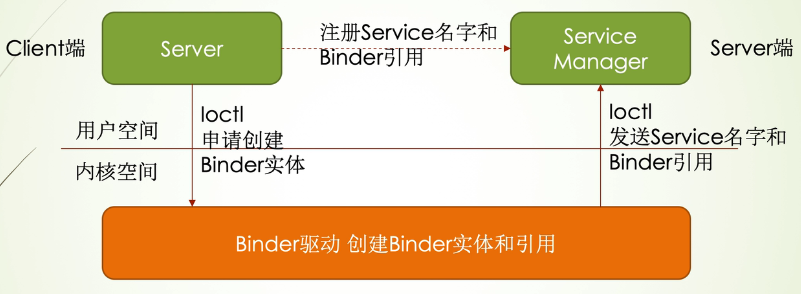 Client端
Server
注册Service名字和
Binder引用
Service
Manager
Server端
Ioctl
申请创建
Binder实体
Ioctl
发送Service名字和
Binder引用
用户空间
内核空间
Binder驱动 创建Binder实体和引用